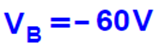 V_B = – 60V